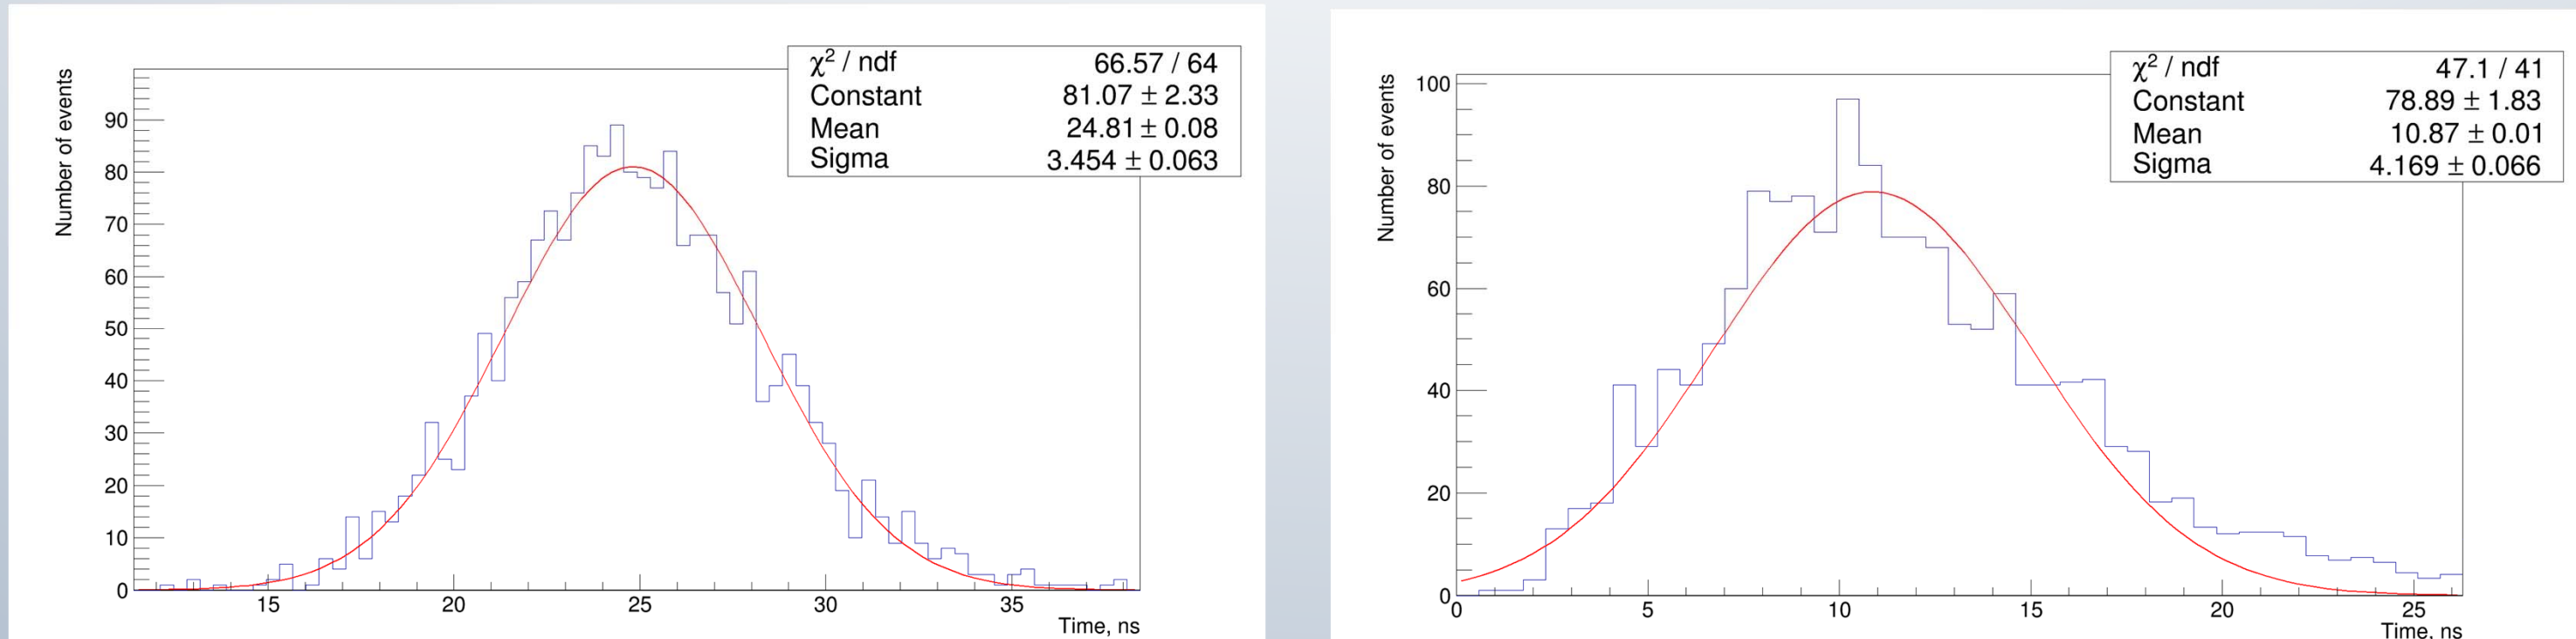 χ² / ndf 66.57 / 64
Constant 81.07 ± 2.33
Mean 24.81 ± 0.08
Sigma 3.454 ± 0.063
Number of events
90
80
70
60
50
40
30
20
10
0
15 20 25 30 35
Time, ns
χ² / ndf 47.1 / 41
Constant 78.89 ± 1.83
Mean 10.87 ± 0.01
Sigma 4.169 ± 0.066
Number of events
100
80
60
40
20
0
0 5 10 15 20 25
Time, ns